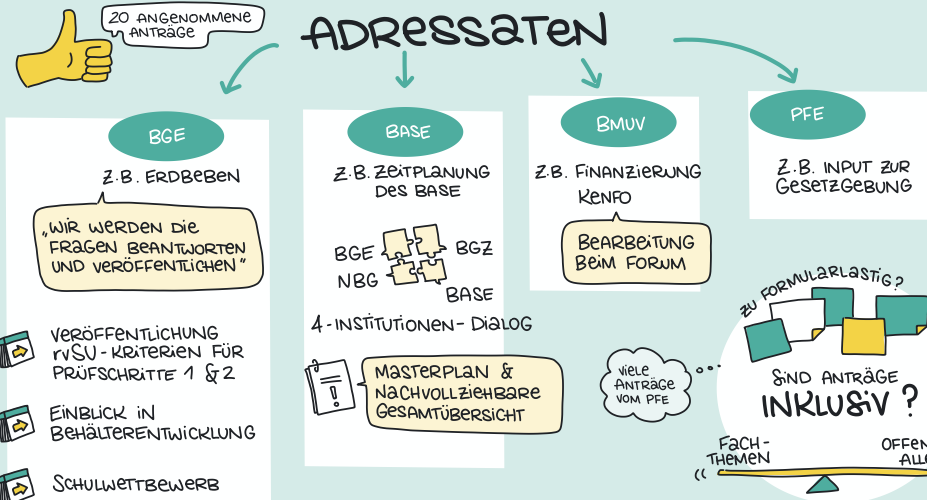 20 ANGENOMMENE
ANTRÄGE
ADRESSATEN
BGE
Z.B. ERDBEBEN
„WIR WERDEN DIE
FRAGEN BEANTWORTEN
UND VERÖFFENTLICHEN"
VERÖFFENTLICHUNG
rvSU-KRITERIEN FÜR
PRÜFSCHRITTE 1 & 2
EINBLICK IN
BEHÄLTERENTWICKLUNG
SCHULWETTBEWERB
BASE
Z.B. ZEITPLANUNG
DES BASE
BGE
BGZ
NBG
BASE
4-INSTITUTIONEN-DIALOG
MASTERPLAN &
NACHVOLLZIEHBARE
GESAMTÜBERSICHT
BMUV
Z.B. FINANZIERUNG
KENFO
BEARBEITUNG
BEIM FORUM
PFE
Z.B. INPUT ZUR
GESETZGEBUNG
VIELE
ANTRÄGE
VOM PFE
ZU FORMULARLASTIG?
SIND ANTRÄGE
INKLUSIV?
FACH-
THEMEN
OFFEN
ALLE